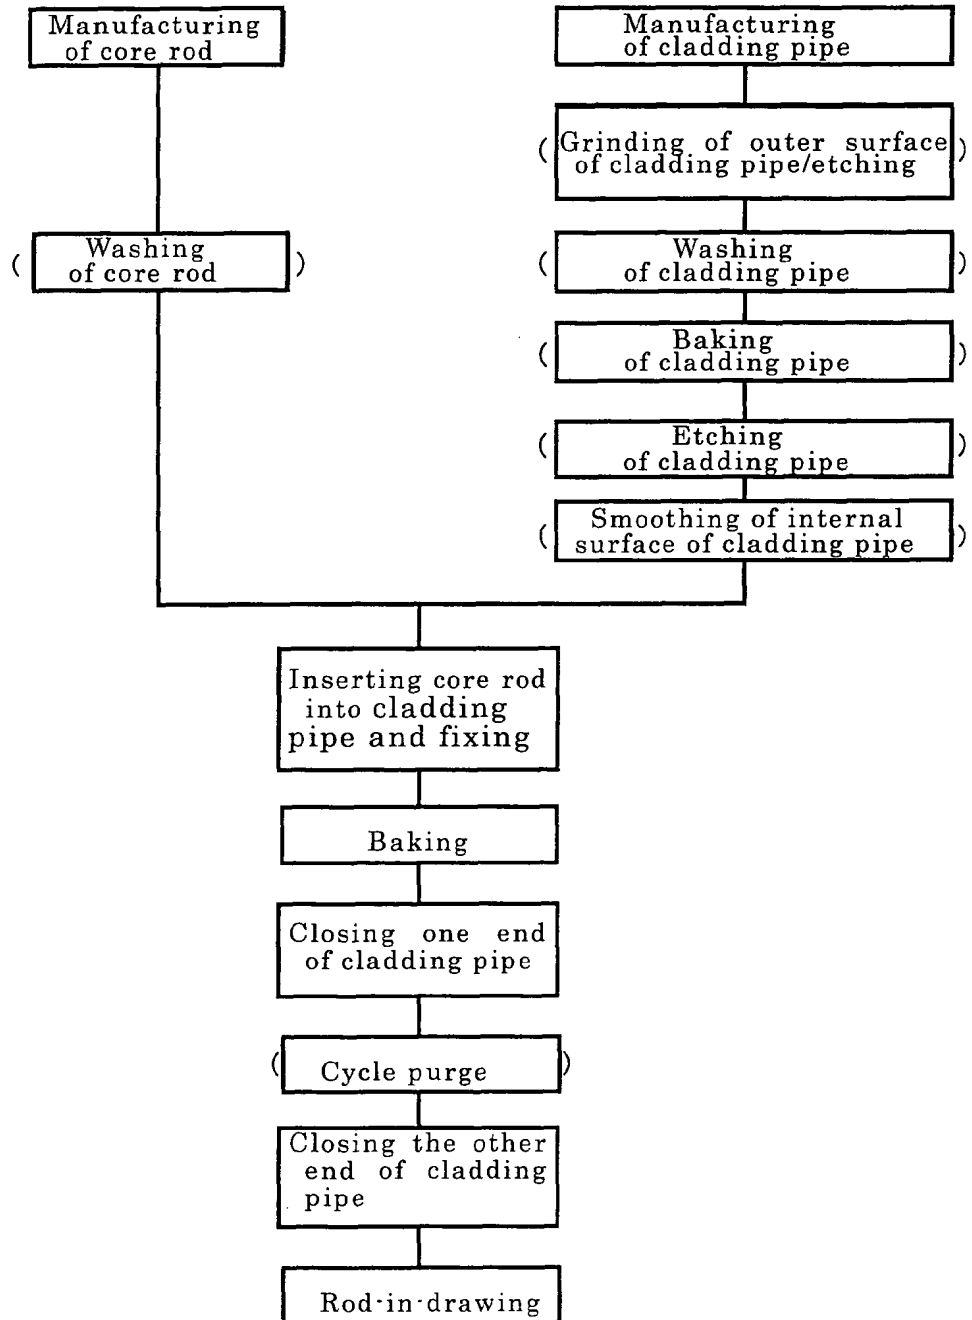 Manufacturing
of core rod
Manufacturing
of cladding pipe
( Grinding of outer surface )
of cladding pipe/etching
( Washing )
of core rod
( Washing )
of cladding pipe
( Baking )
of cladding pipe
( Etching )
of cladding pipe
( Smoothing of internal )
surface of cladding pipe
Inserting core rod
into cladding
pipe and fixing
Baking
Closing one end
of cladding pipe
( Cycle purge )
Closing the other
end of cladding
pipe
Rod-in-drawing